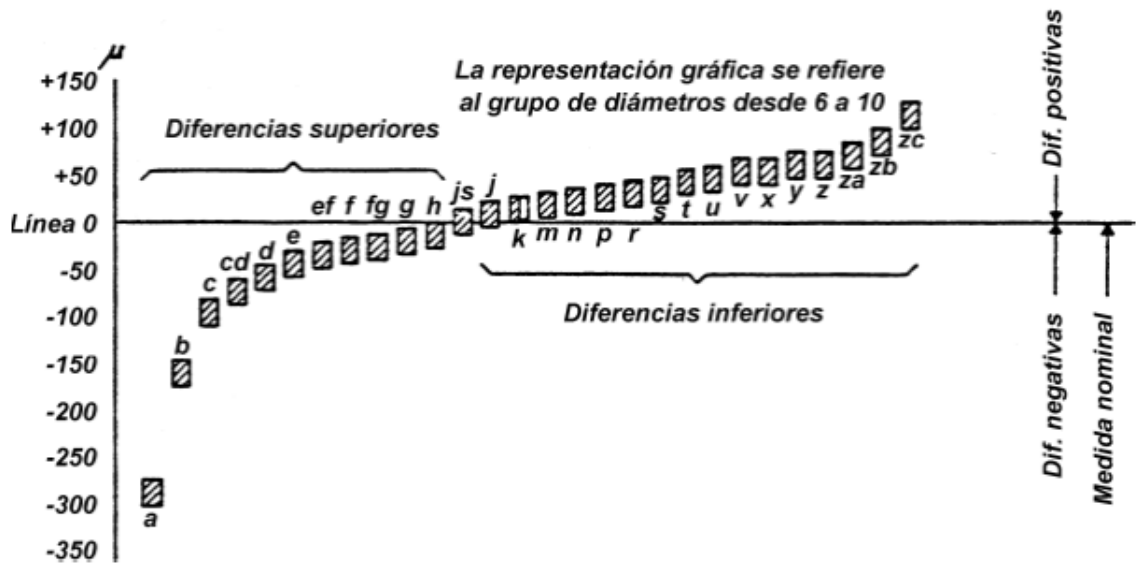 μ
+150
+100
+50
Línea 0
-50
-100
-150
-200
-250
-300
-350
La representación gráfica se refiere
al grupo de diámetros desde 6 a 10
Diferencias superiores
a
b
c
cd
d
e
ef
f
fg
g
h
js
j
k
m
n
p
r
s
t
u
v
x
y
z
za
zb
zc
Diferencias inferiores
Dif. positivas
Dif. negativas
Medida nominal